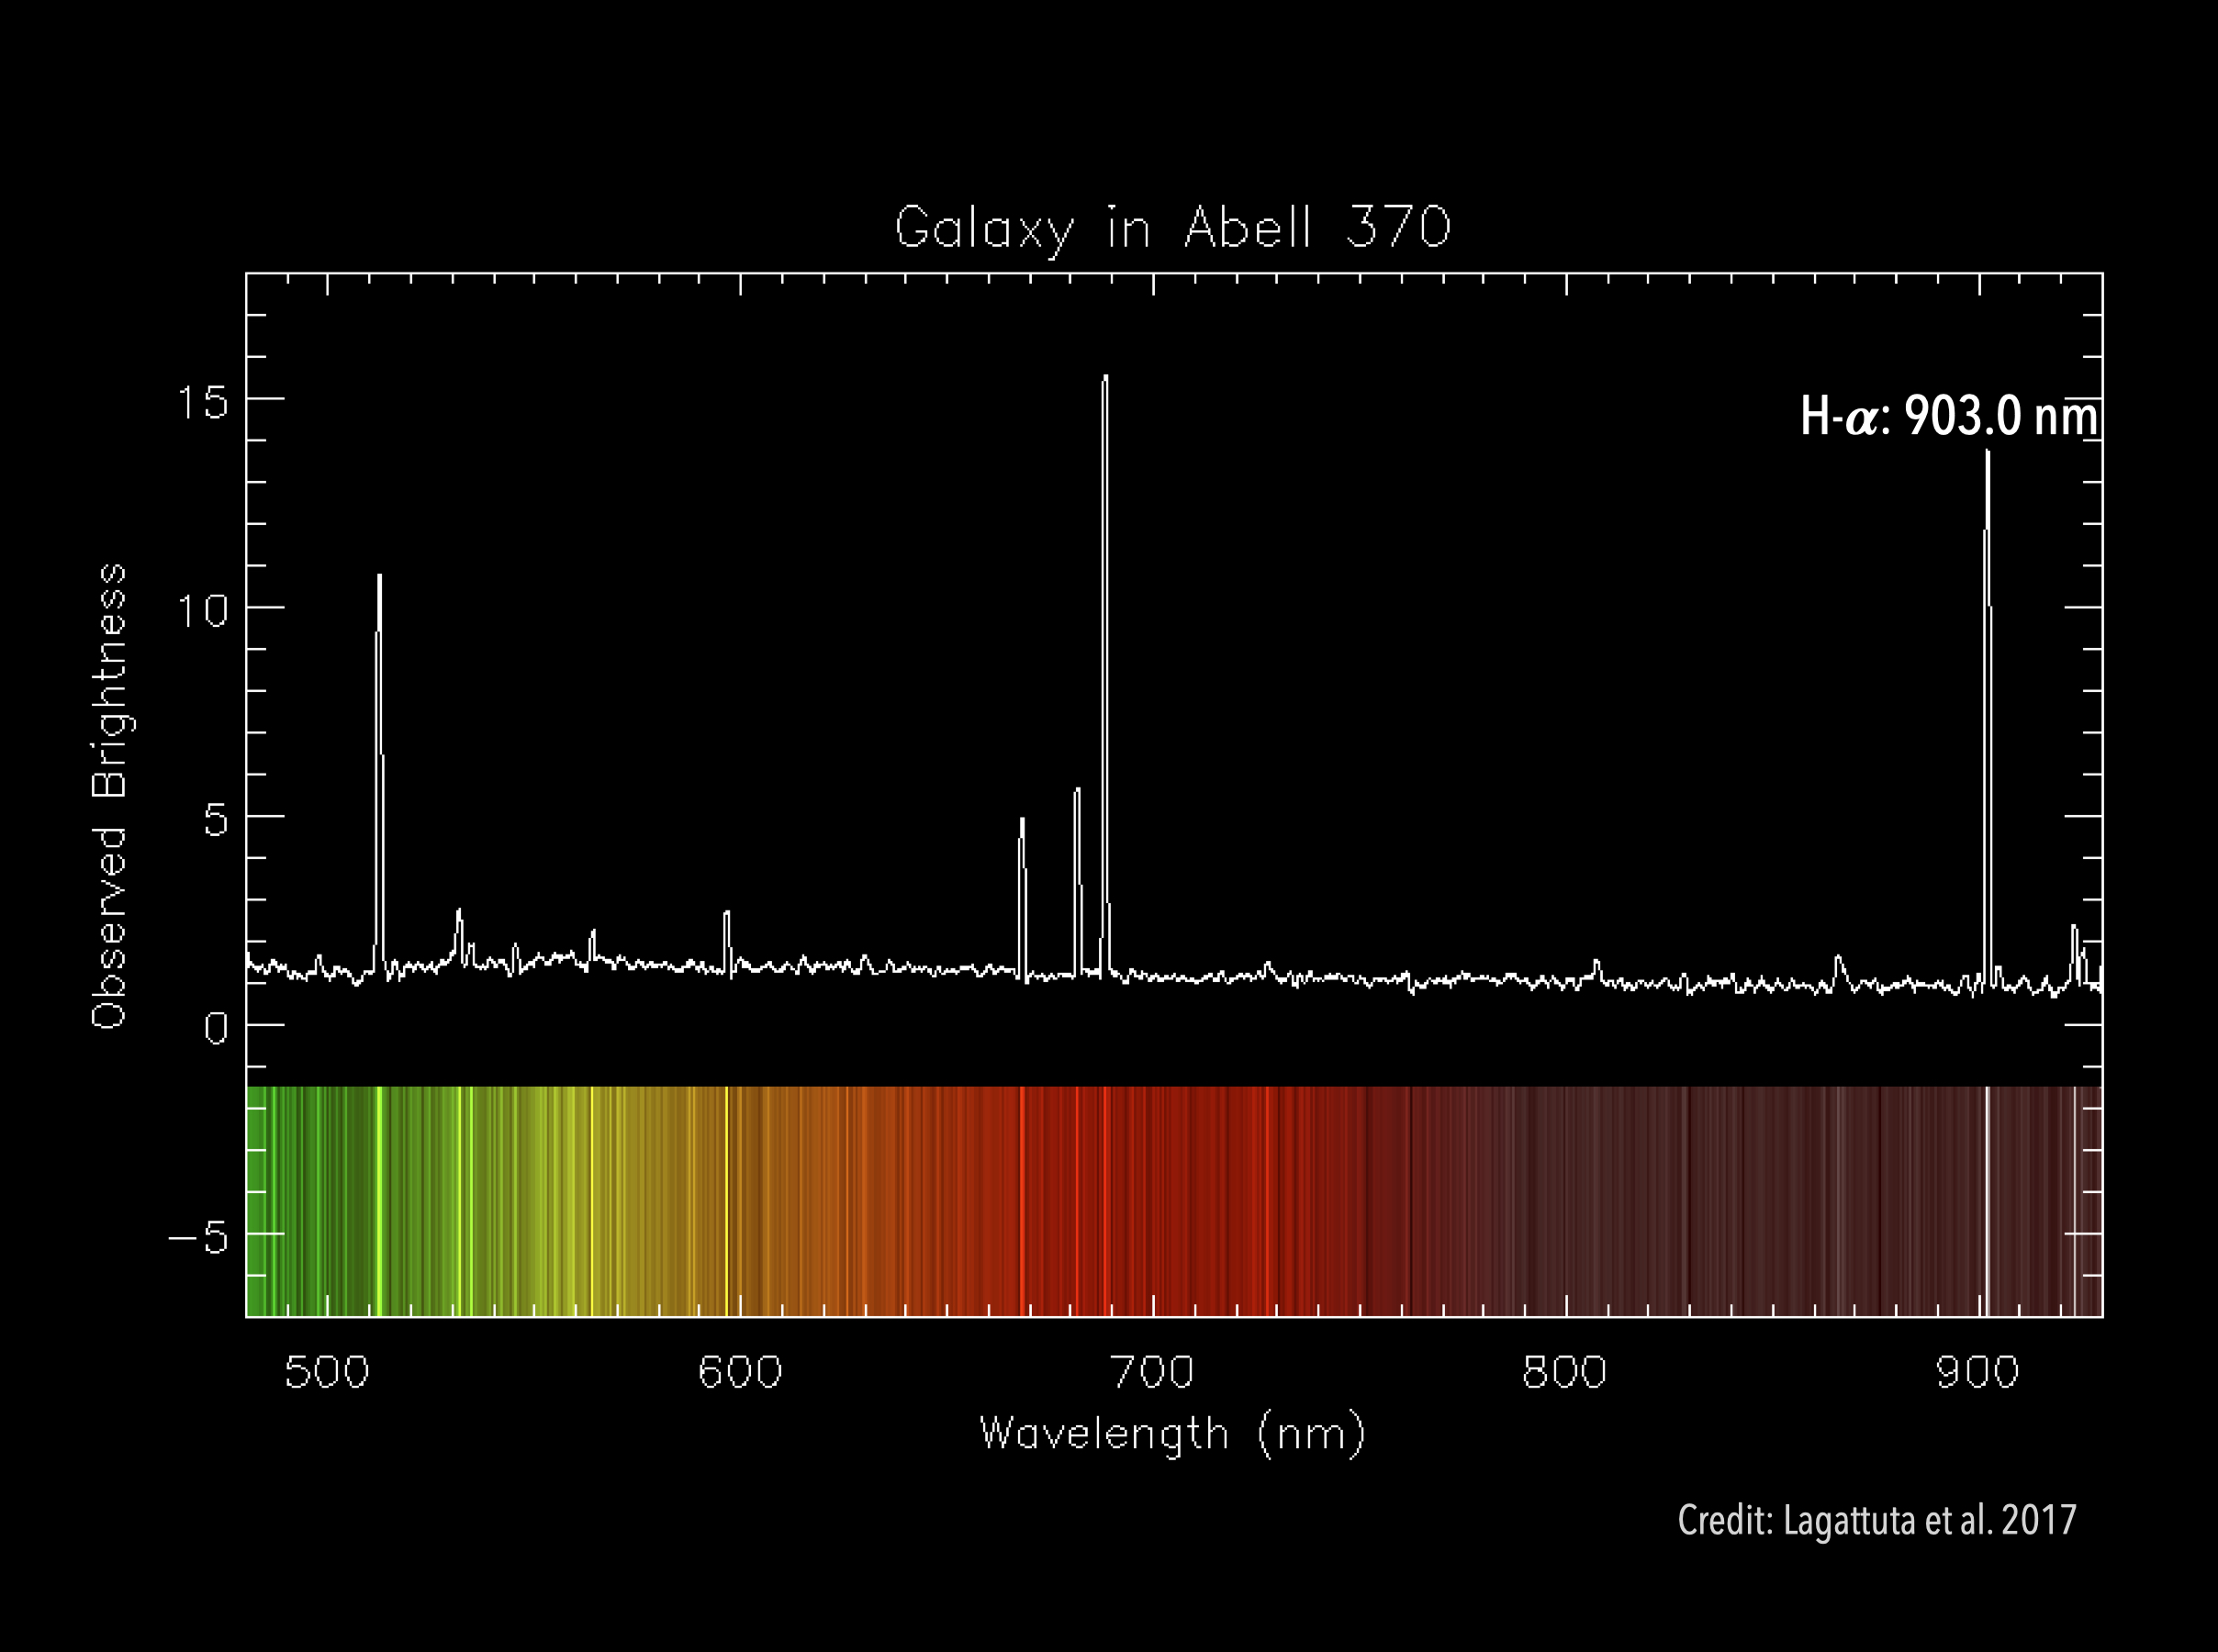 Galaxy in Abell 370
H-α: 903.0 nm
15
10
5
0
−5
Observed Brightness
500 600 700 800 900
Wavelength (nm)
Credit: Lagattuta et al. 2017